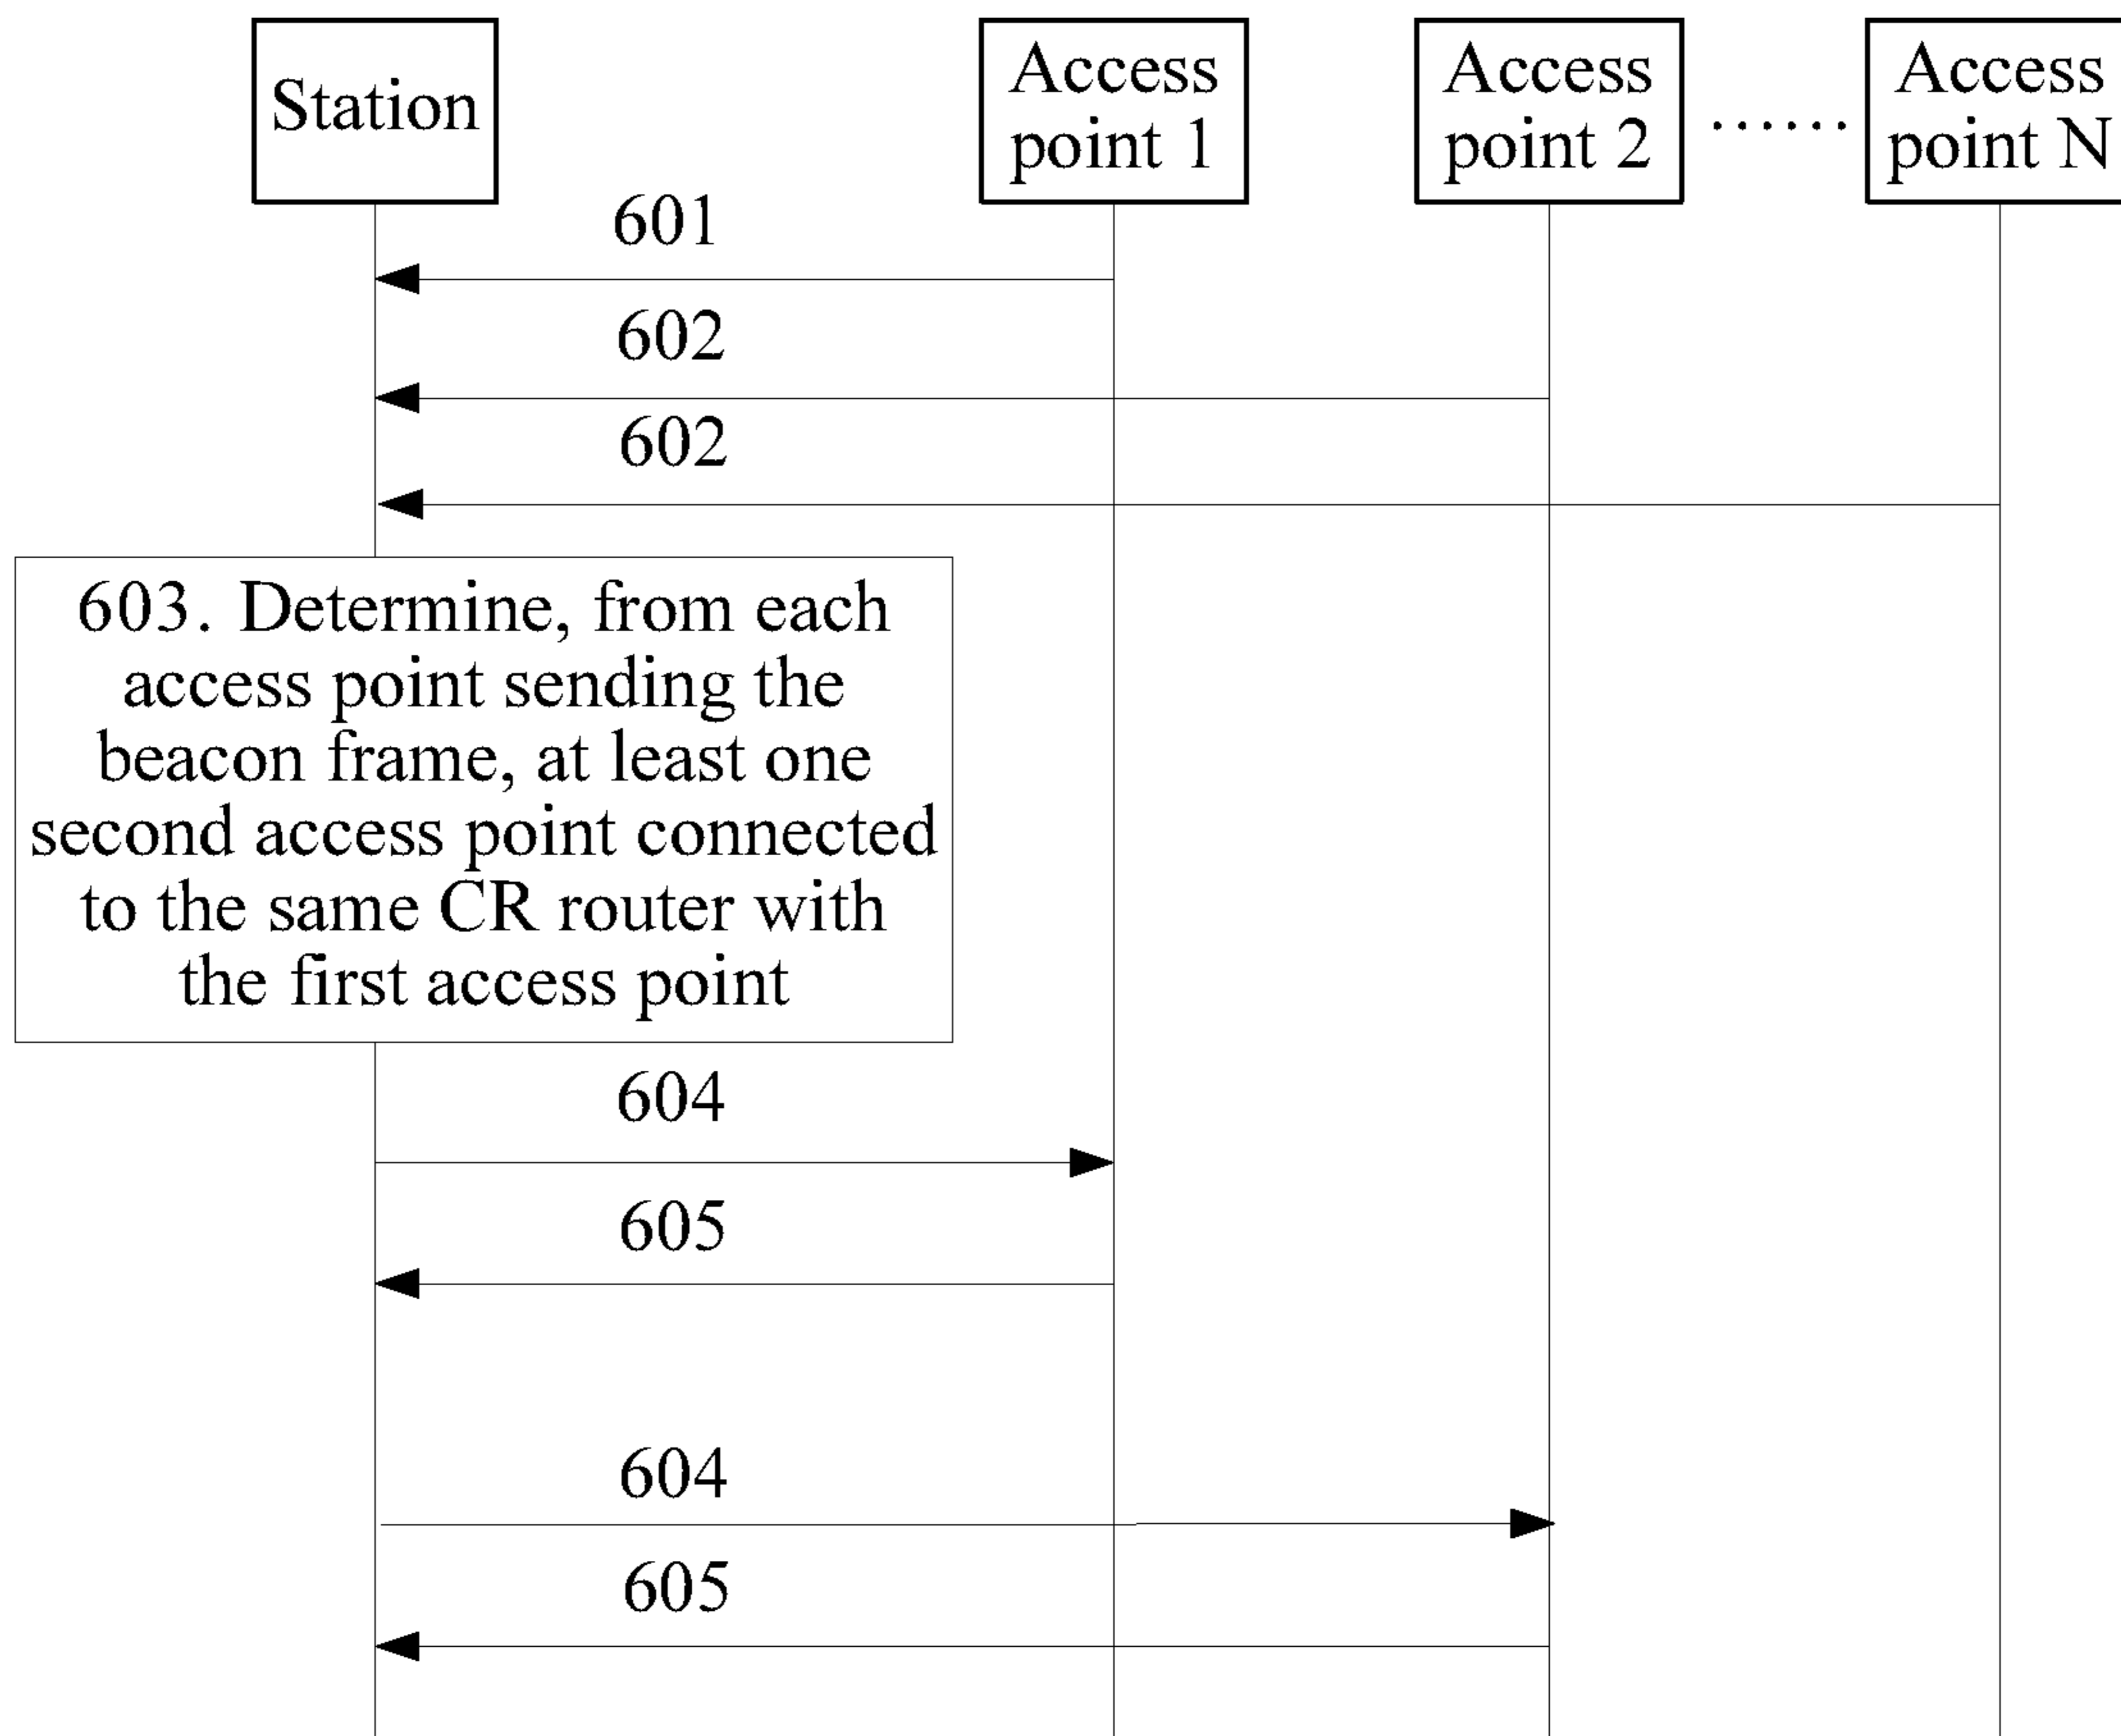 Station
Access
point 1
Access
point 2
......
Access
point N
601
602
602
603. Determine, from each
access point sending the
beacon frame, at least one
second access point connected
to the same CR router with
the first access point
604
605
604
605